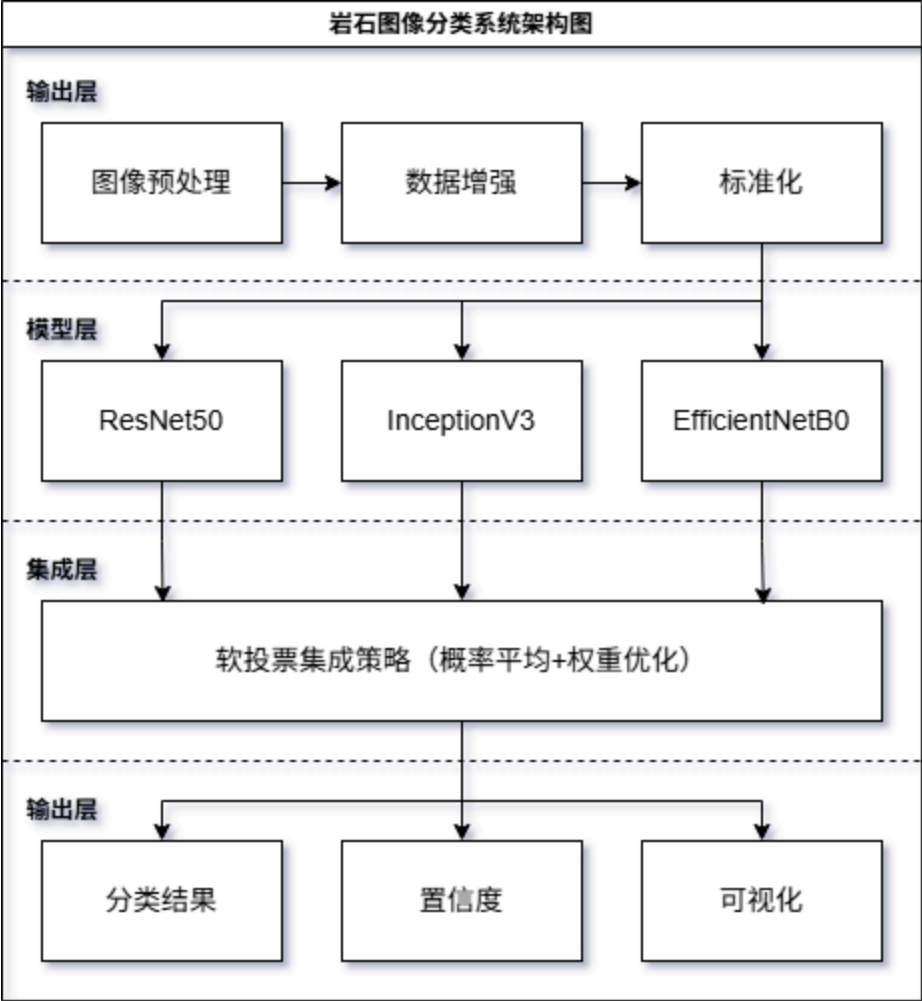 岩石图像分类系统架构图
输出层
图像预处理
数据增强
标准化
模型层
ResNet50
InceptionV3
EfficientNetB0
集成层
软投票集成策略（概率平均+权重优化）
输出层
分类结果
置信度
可视化